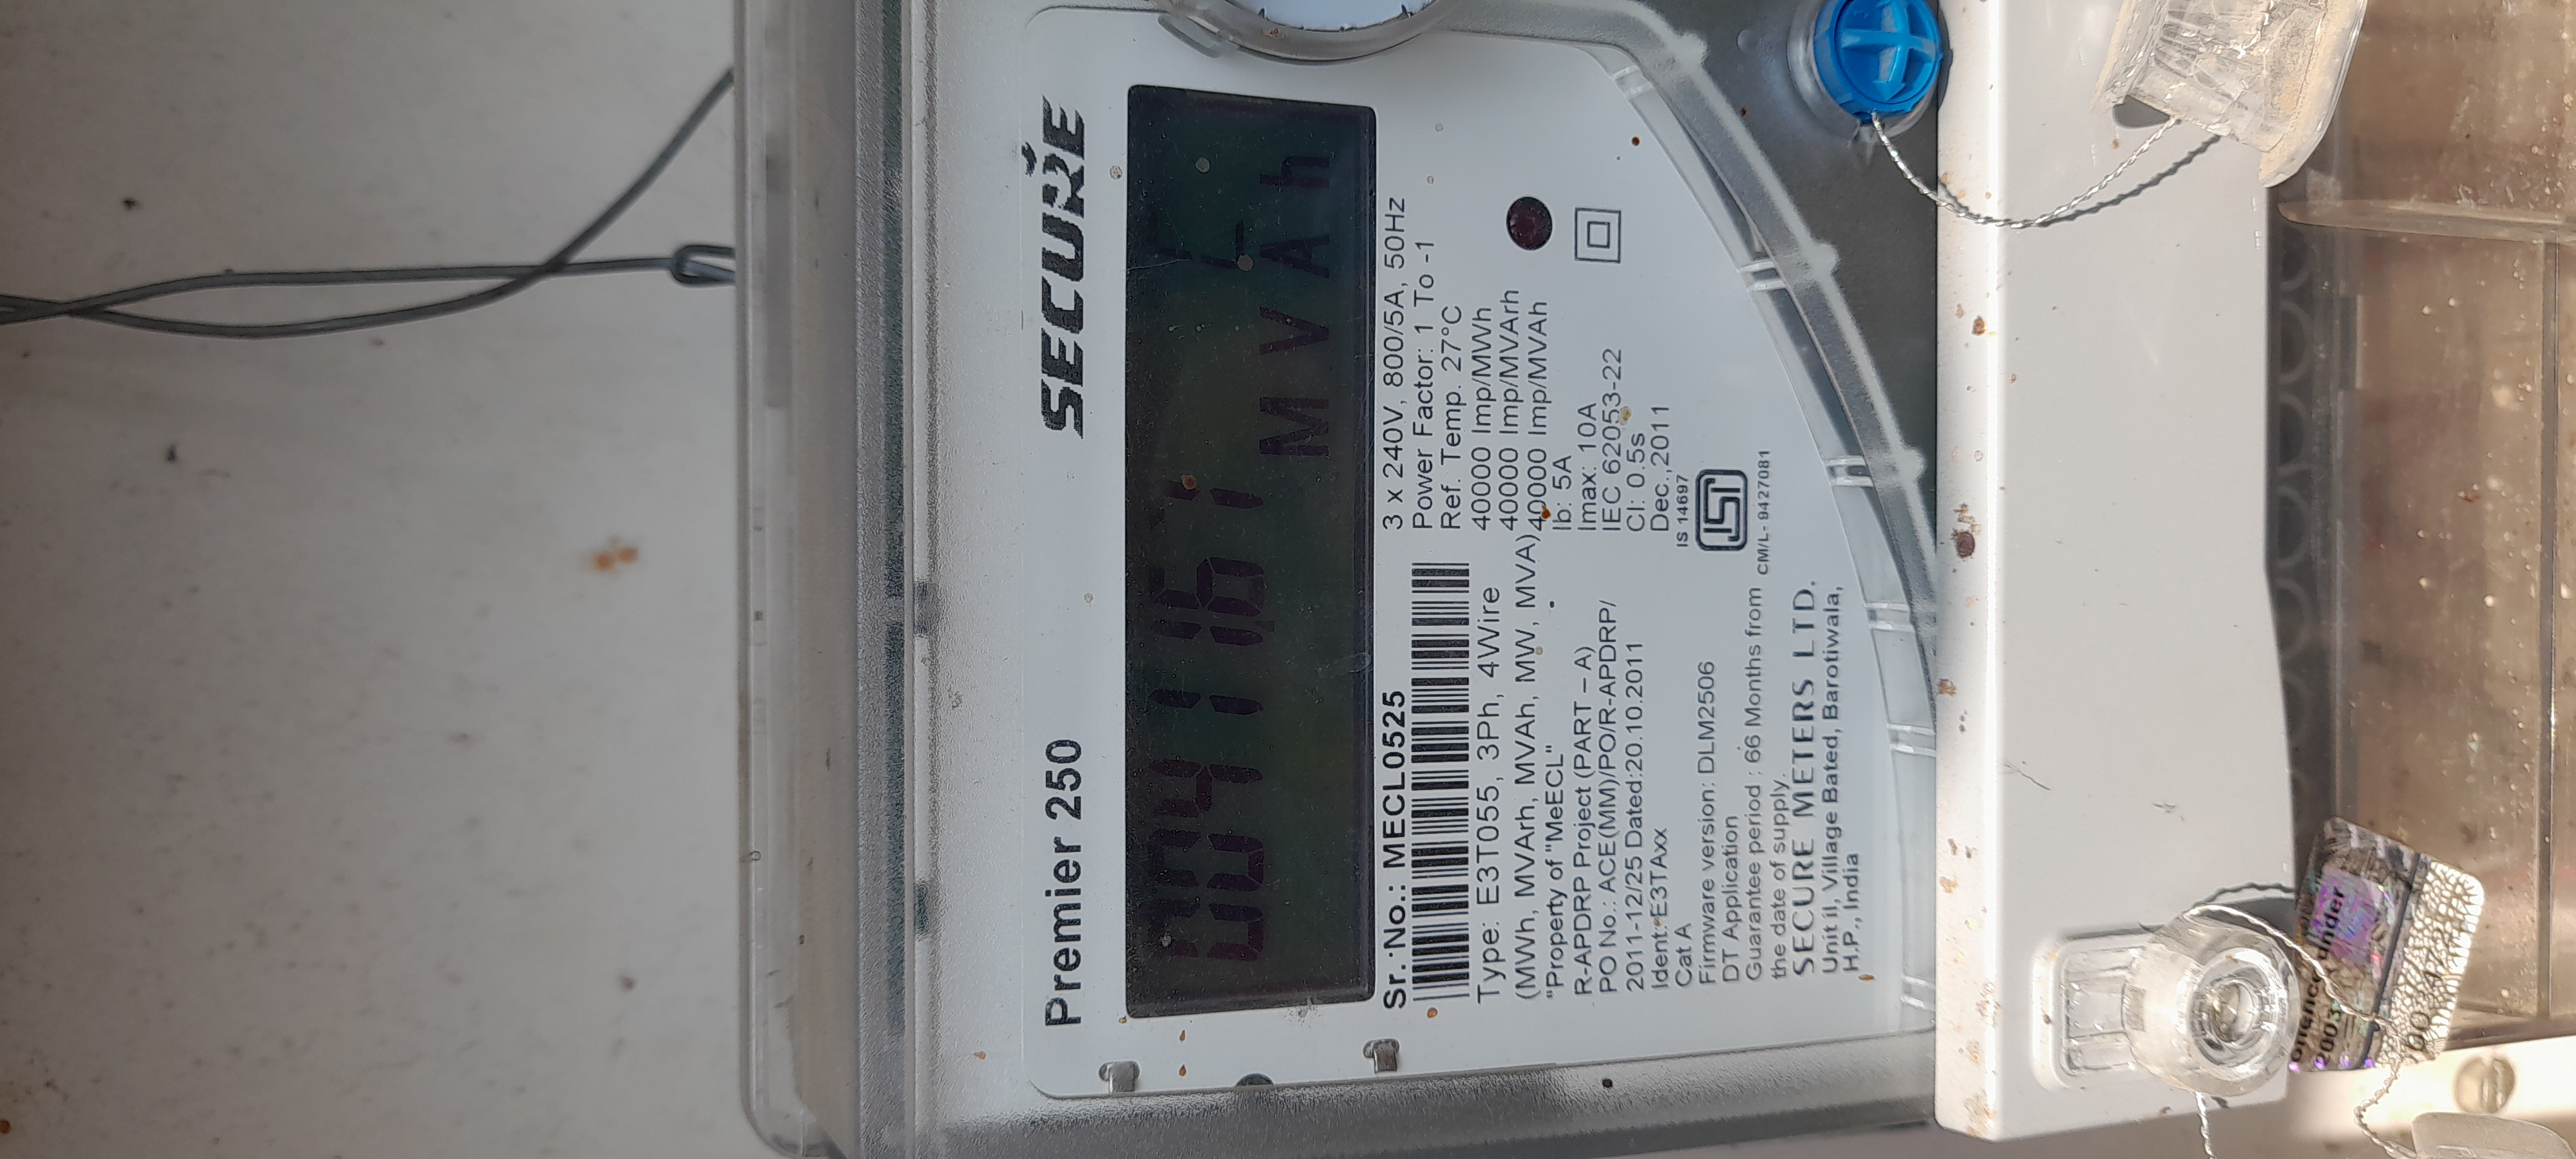 Premier 250
SECURE
M V A h
Sr. No.: MECL0525
Type: E3T055, 3Ph, 4Wire
(MWh, MVArh, MVAh, MW, MVA)
"Property of "MeECL"
R-APDRP Project (PART – A)
PO No.: ACE(MM)/PO/R-APDRP/
2011-12/25 Dated:20.10.2011
Ident: E3TAxx
Cat A
Firmware version: DLM2506
DT Application
Guarantee period : 66 Months from
the date of supply.
SECURE METERS LTD.
Unit II, Village Bated, Barotiwala,
H.P., India
3 x 240V, 800/5A, 50Hz
Power Factor: 1 To -1
Ref. Temp. 27°C
40000 Imp/MWh
40000 Imp/MVArh
40000 Imp/MVAh
Ib: 5A
Imax: 10A
IEC 62053-22
Cl: 0.5s
Dec.,2011
IS 14697
ISI
CM/L- 9427081